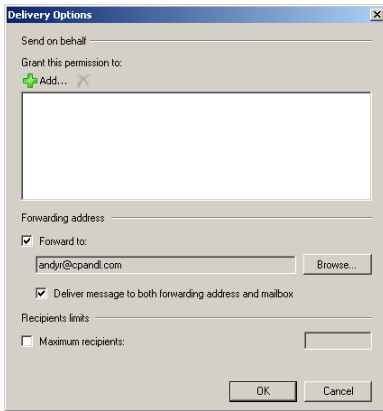 Delivery Options
Send on behalf
Grant this permission to:
Add...
Forwarding address
Forward to:
andyr@cpandl.com
Browse...
Deliver message to both forwarding address and mailbox
Recipients limits
Maximum recipients:
OK
Cancel